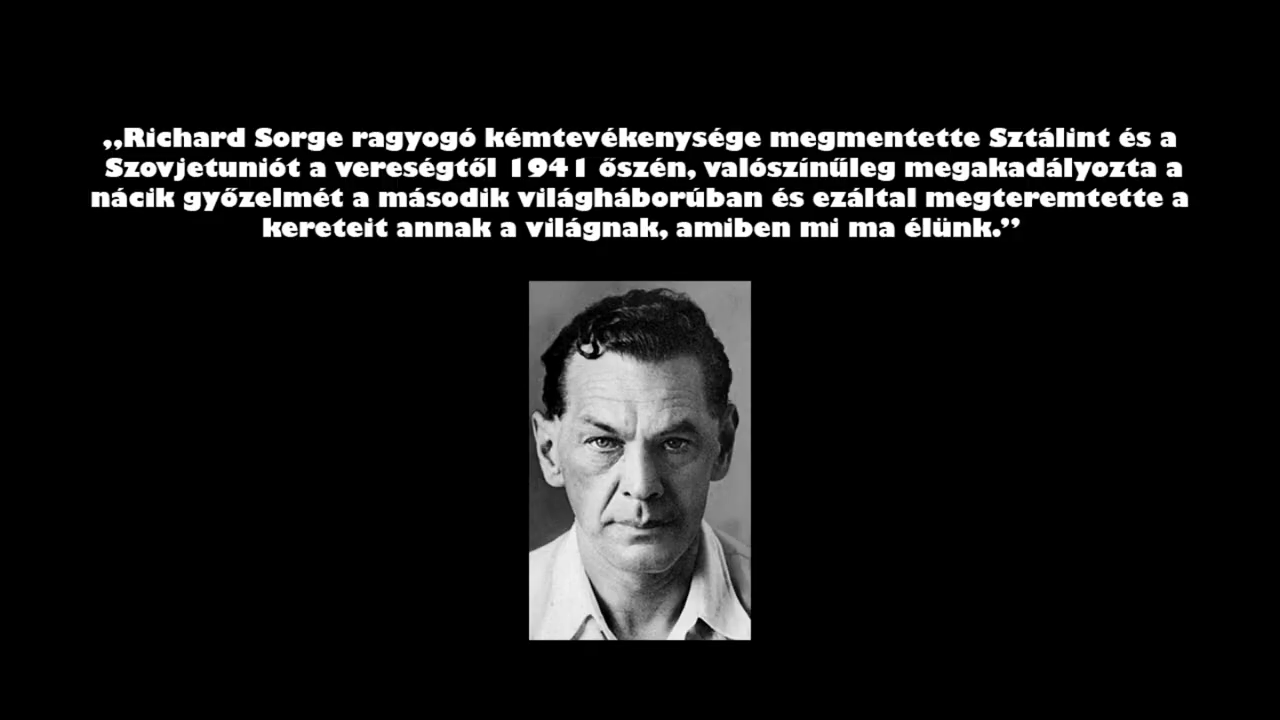 „Richard Sorge ragyogó kémtevékenysége megmentette Sztálint és a
Szovjetuniót a vereségtől 1941 őszén, valószínűleg megakadályozta a
nácik győzelmét a második világháborúban és ezáltal megteremtette a
kereteit annak a világnak, amiben mi ma élünk.”